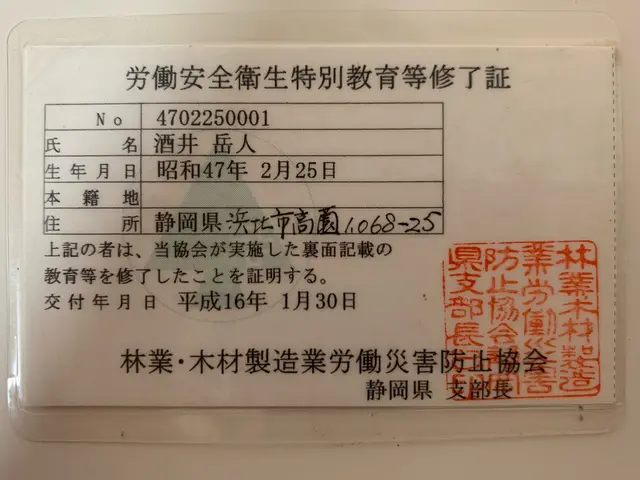 労働安全衛生特別教育等修了証
No 4702250001
氏名 酒井 岳人
生年月日 昭和47年 2月25日
本籍地
住所 静岡県 浜北市高薗1,068-25
上記の者は、当協会が実施した裏面記載の
教育等を修了したことを証明する。
交付年月日 平成16年 1月30日
林業・木材製造業労働災害防止協会
静岡県 支部長
林業木材製造
業労働災害
防止協会静岡
県支部長